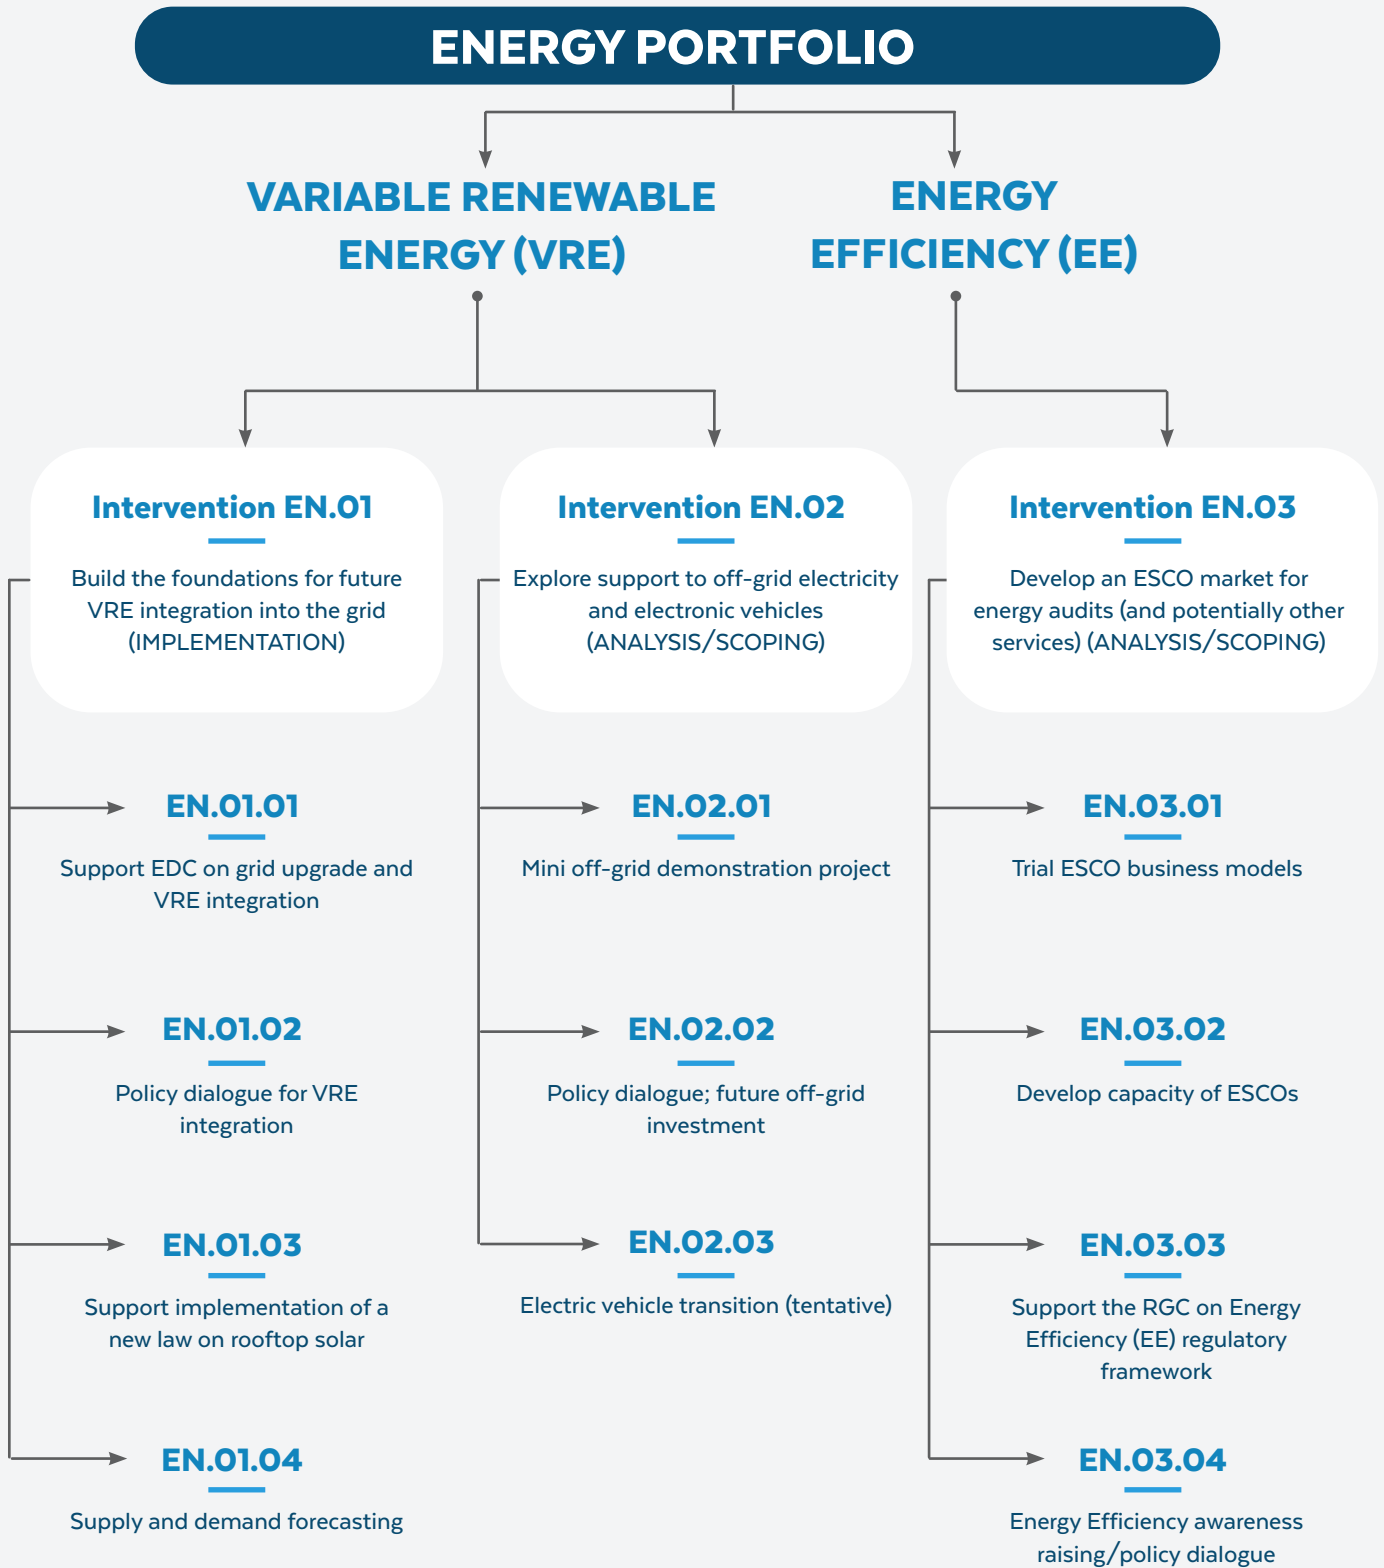 ENERGY PORTFOLIO
VARIABLE RENEWABLE
ENERGY (VRE)
ENERGY
EFFICIENCY (EE)
Intervention EN.01
Build the foundations for future
VRE integration into the grid
(IMPLEMENTATION)
EN.01.01
Support EDC on grid upgrade and
VRE integration
EN.01.02
Policy dialogue for VRE
integration
EN.01.03
Support implementation of a
new law on rooftop solar
EN.01.04
Supply and demand forecasting
Intervention EN.02
Explore support to off-grid electricity
and electronic vehicles
(ANALYSIS/SCOPING)
EN.02.01
Mini off-grid demonstration project
EN.02.02
Policy dialogue; future off-grid
investment
EN.02.03
Electric vehicle transition (tentative)
Intervention EN.03
Develop an ESCO market for
energy audits (and potentially other
services) (ANALYSIS/SCOPING)
EN.03.01
Trial ESCO business models
EN.03.02
Develop capacity of ESCOs
EN.03.03
Support the RGC on Energy
Efficiency (EE) regulatory
framework
EN.03.04
Energy Efficiency awareness
raising/policy dialogue